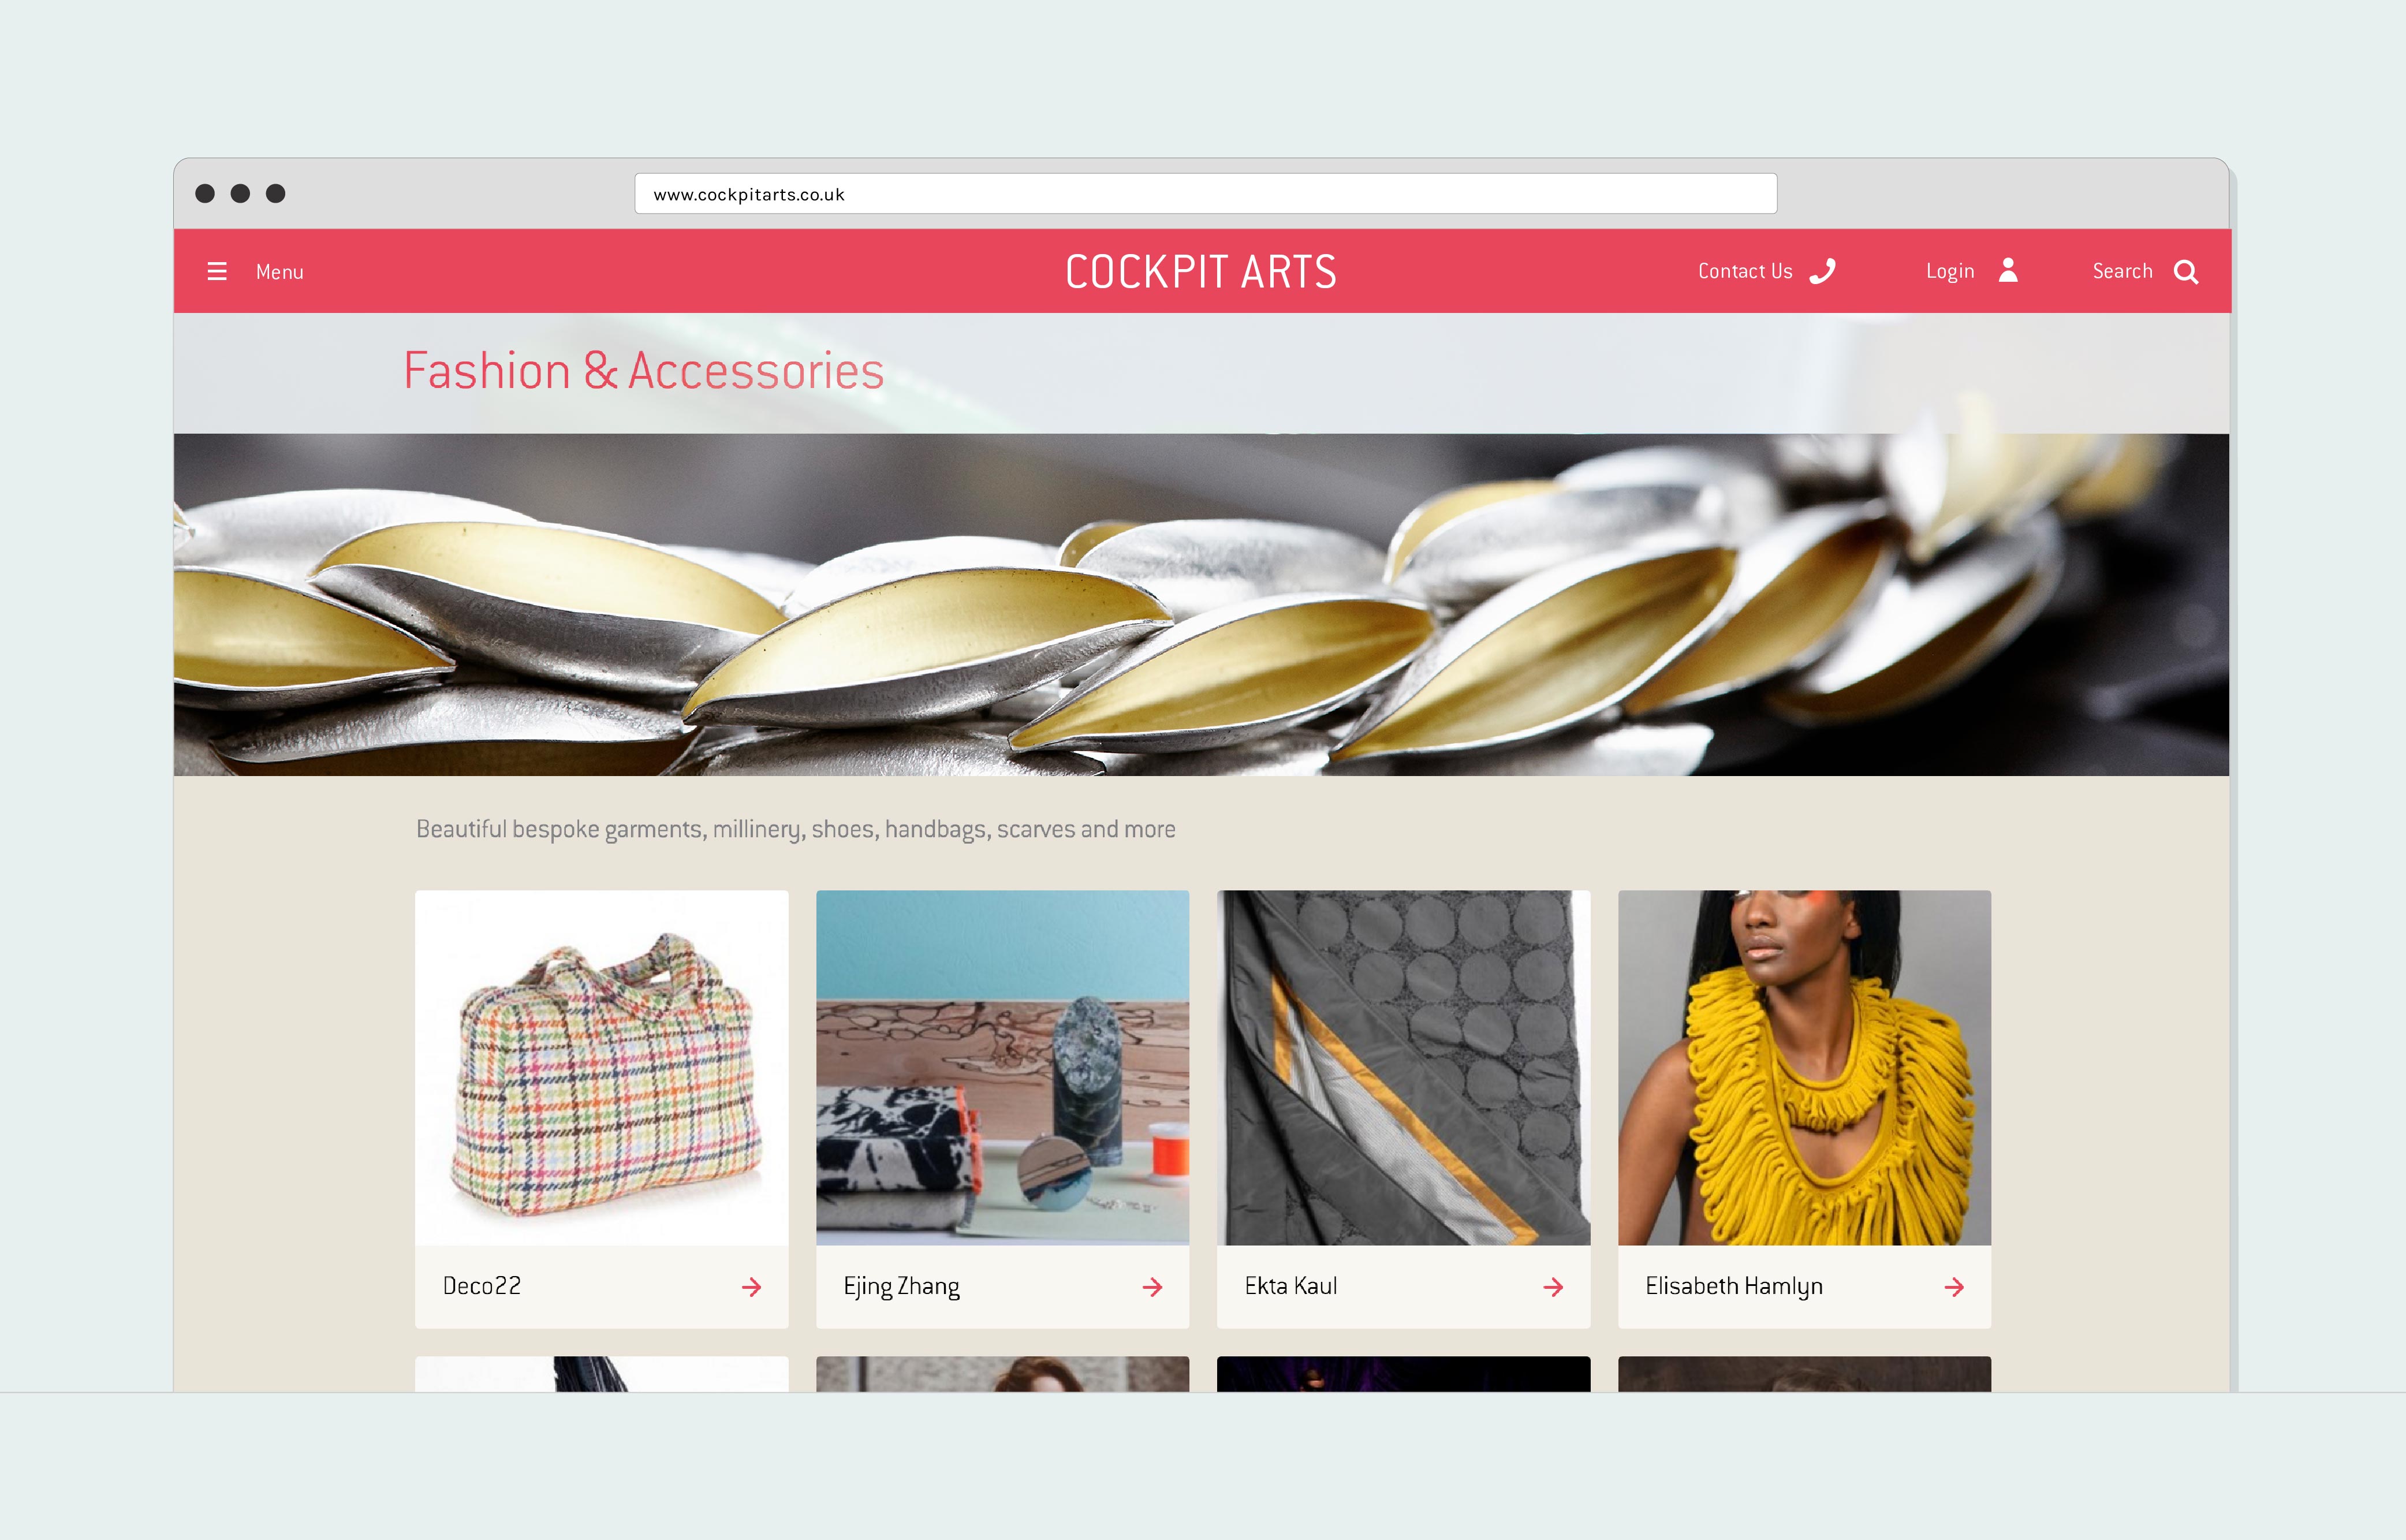 www.cockpitarts.co.uk
Menu
COCKPIT ARTS
Contact Us
Login
Search
Fashion & Accessories
Beautiful bespoke garments, millinery, shoes, handbags, scarves and more
Deco22
Ejing Zhang
Ekta Kaul
Elisabeth Hamlyn